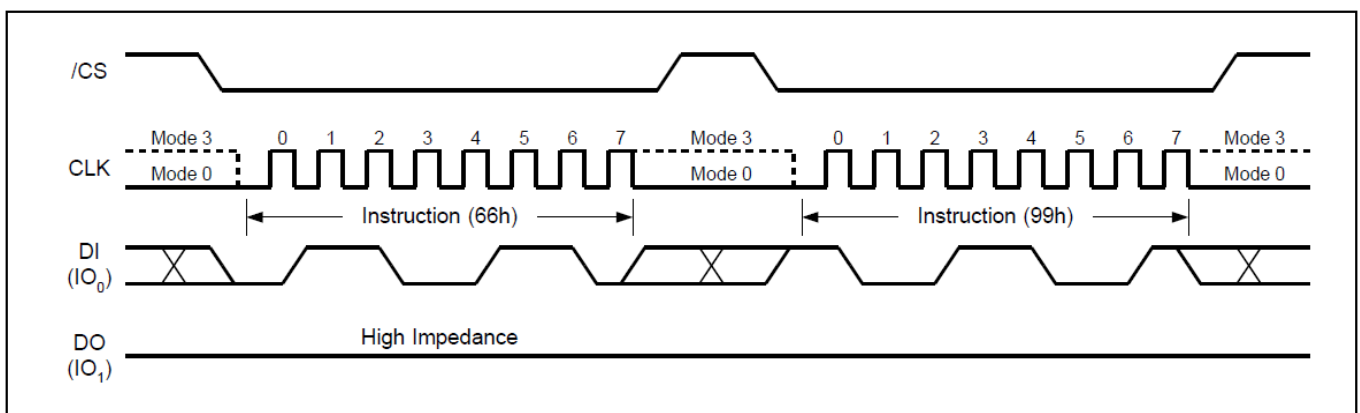 /CS
Mode 3 0 1 2 3 4 5 6 7 Mode 3 0 1 2 3 4 5 6 7 Mode 3
CLK
Mode 0 Mode 0 Mode 0
Instruction (66h) Instruction (99h)
DI
(IO0)
High Impedance
DO
(IO1)